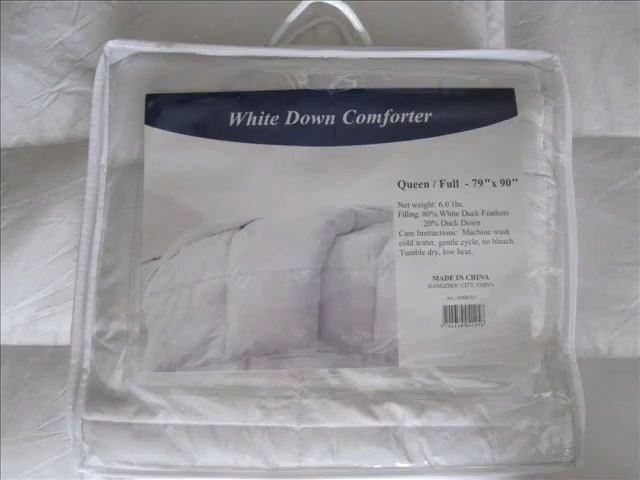 White Down Comforter
Queen / Full - 79" x 90"
Net weight: 6.0 lbs.
Filling: 80% White Duck Feathers
20% Duck Down
Care Instructions: Machine wash
cold water, gentle cycle, no bleach.
Tumble dry, low heat.
MADE IN CHINA
HANGZHOU CITY, CHINA